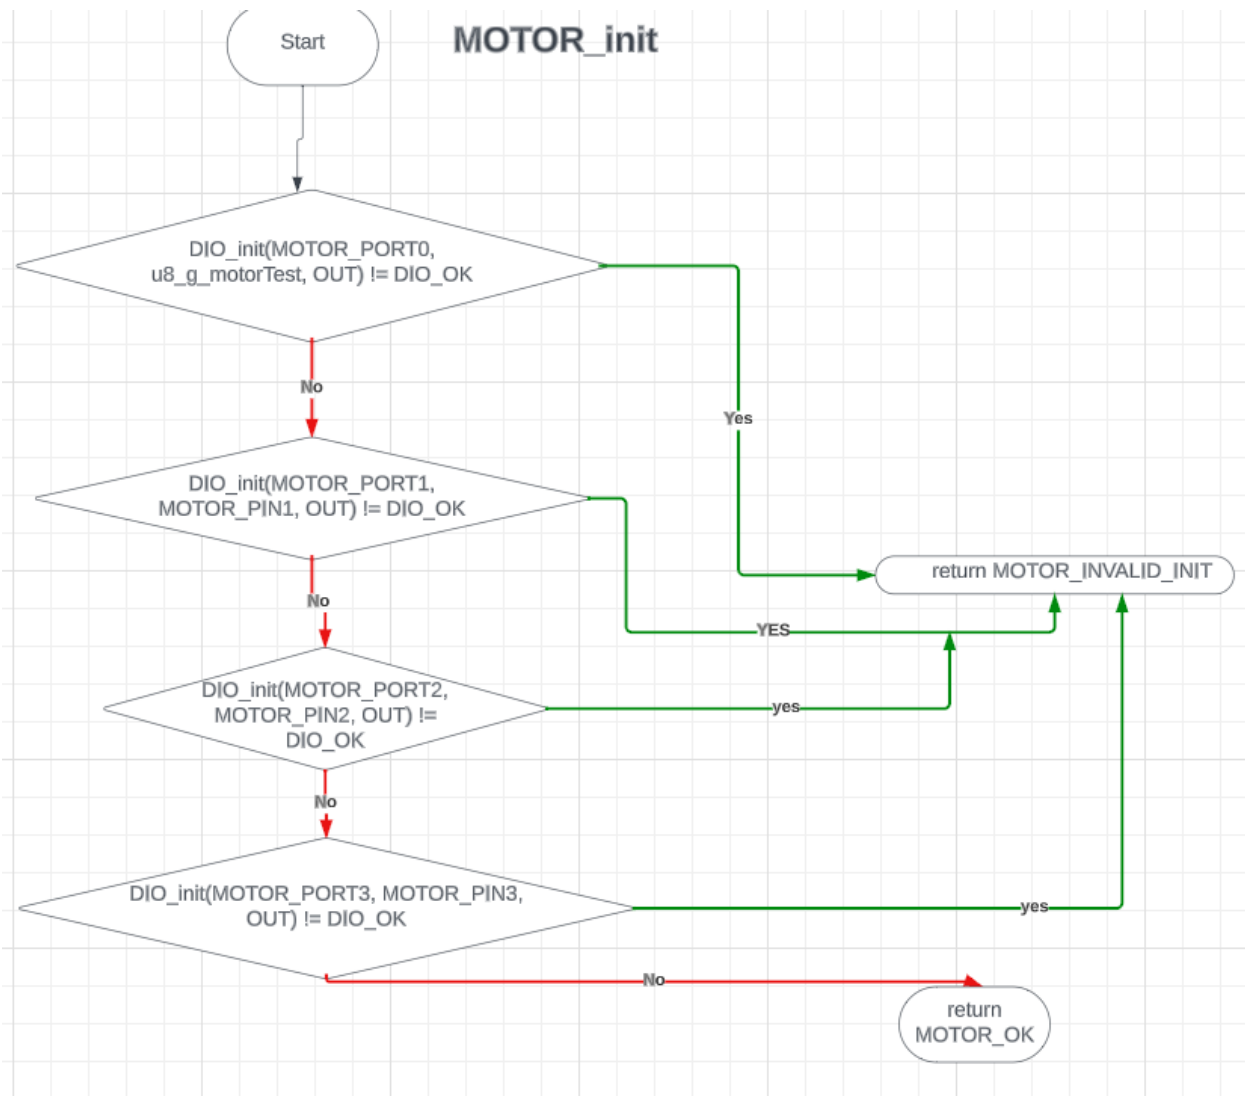 Start
MOTOR_init
DIO_init(MOTOR_PORT0,
u8_g_motorTest, OUT) != DIO_OK
No
Yes
DIO_init(MOTOR_PORT1,
MOTOR_PIN1, OUT) != DIO_OK
return MOTOR_INVALID_INIT
No
YES
DIO_init(MOTOR_PORT2,
MOTOR_PIN2, OUT) !=
DIO_OK
yes
No
DIO_init(MOTOR_PORT3, MOTOR_PIN3,
OUT) != DIO_OK
yes
No
return
MOTOR_OK